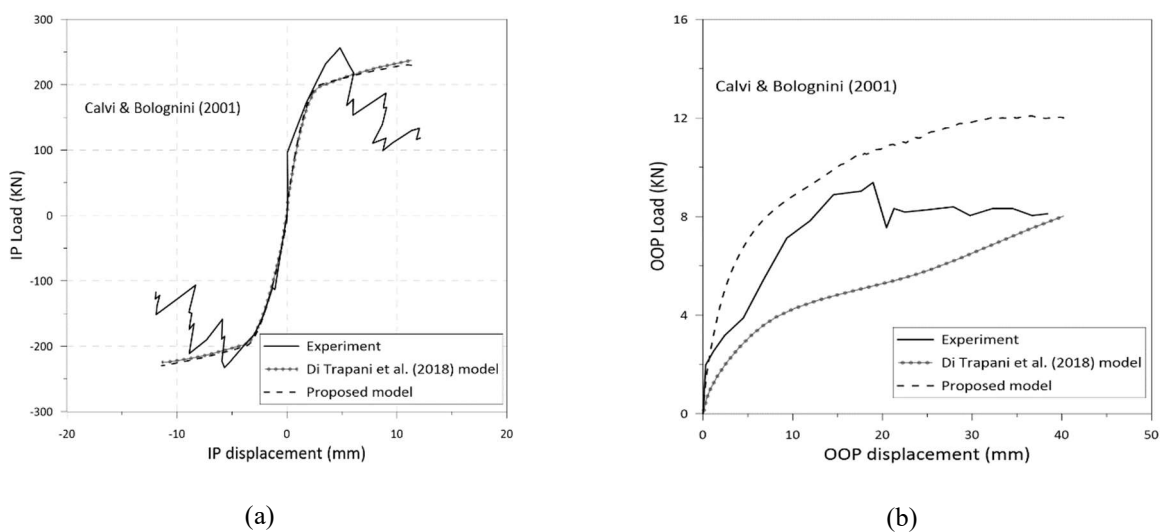 300
200
100
0
-100
-200
-300
-20
-10
0
10
20
IP Load (KN)
IP displacement (mm)
Calvi & Bolognini (2001)
Experiment
Di Trapani et al. (2018) model
Proposed model
(a)
16
12
8
4
0
0
10
20
30
40
50
OOP Load (KN)
OOP displacement (mm)
Calvi & Bolognini (2001)
Experiment
Di Trapani et al. (2018) model
Proposed model
(b)